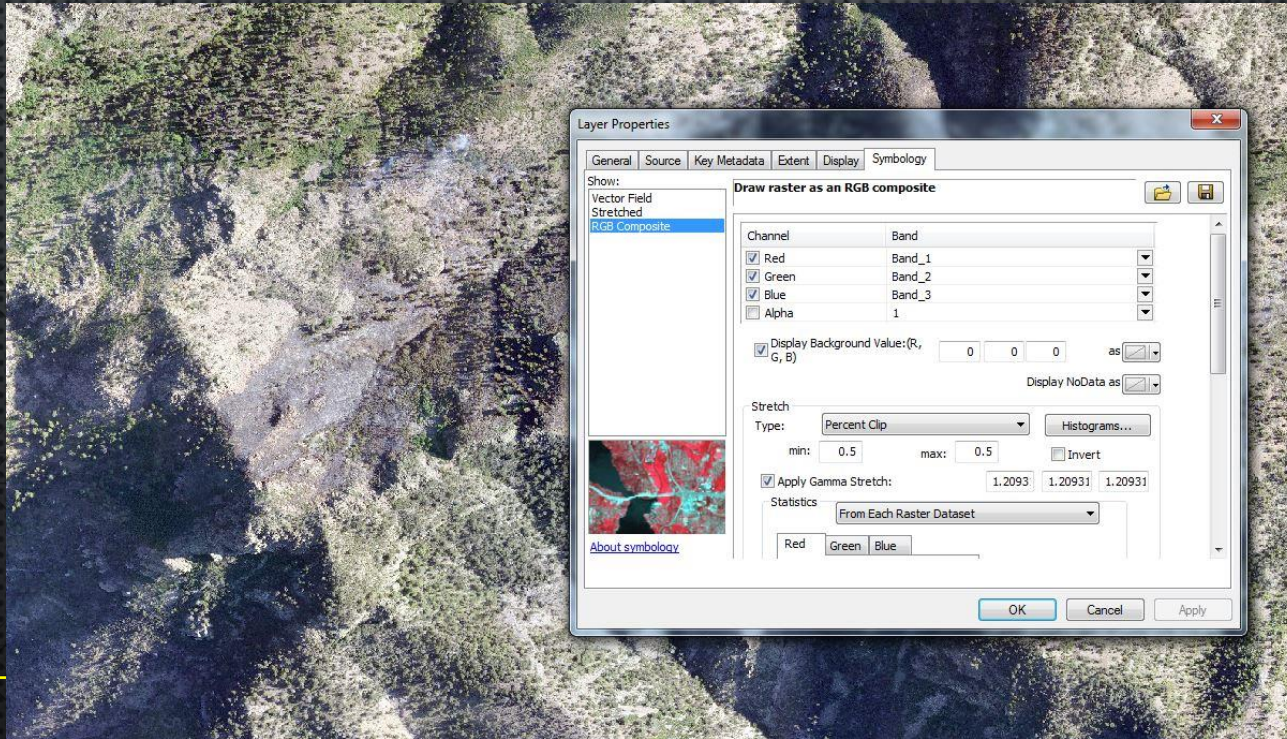 Layer Properties
General Source Key Metadata Extent Display Symbology
Show:
Vector Field
Stretched
RGB Composite
Draw raster as an RGB composite
Channel Band
Red Band_1
Green Band_2
Blue Band_3
Alpha 1
Display Background Value:(R,
G, B) 0 0 0 as
Display NoData as
Stretch
Type: Percent Clip Histograms...
min: 0.5 max: 0.5 Invert
Apply Gamma Stretch: 1.2093 1.20931 1.20931
Statistics
From Each Raster Dataset
Red Green Blue
About symbology
OK Cancel Apply